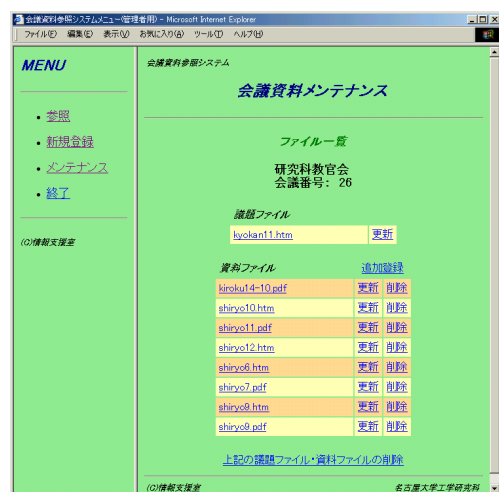 会議資料参照システムメニュー(管理者用) - Microsoft Internet Explorer
ファイル(F) 編集(E) 表示(V) お気に入り(A) ツール(T) ヘルプ(H)
MENU
参照
新規登録
メンテナンス
終了
(C)情報支援室
会議資料参照システム
会議資料メンテナンス
ファイル一覧
研究科教官会
会議番号: 26
議題ファイル
kyokan11.htm 更新
資料ファイル 追加登録
kiroku14-10.pdf 更新 削除
shiryo10.htm 更新 削除
shiryo11.pdf 更新 削除
shiryo12.htm 更新 削除
shiryo6.htm 更新 削除
shiryo7.pdf 更新 削除
shiryo8.htm 更新 削除
shiryo9.pdf 更新 削除
上記の議題ファイル・資料ファイルの削除
(C)情報支援室 名古屋大学工学研究科